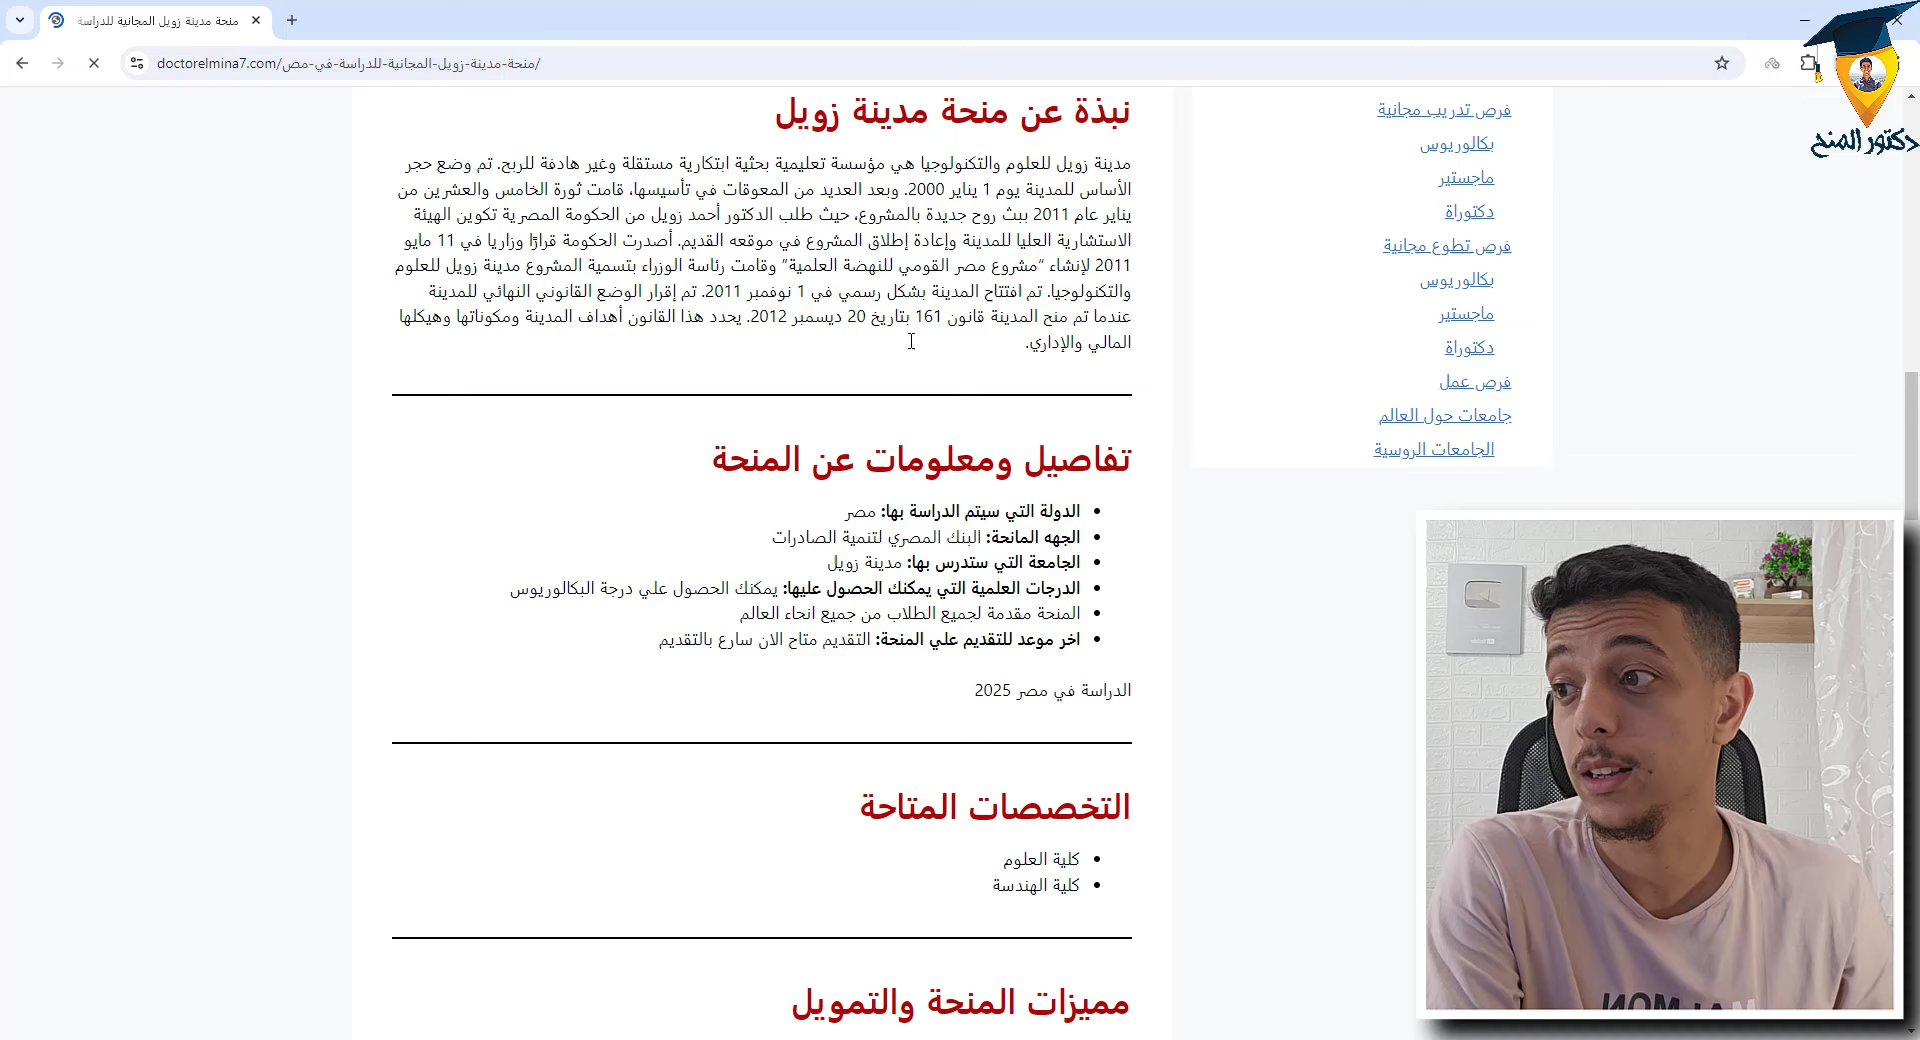 منحة مدينة زويل المجانية للدراسة
doctorelmina7.com/منحة-مدينة-زويل-المجانية-للدراسة-في-مصر/
دكتور المنح
نبذة عن منحة مدينة زويل
مدينة زويل للعلوم والتكنولوجيا هي مؤسسة تعليمية بحثية ابتكارية مستقلة وغير هادفة للربح. تم وضع حجر
الأساس للمدينة يوم 1 يناير 2000. وبعد العديد من المعوقات في تأسيسها، قامت ثورة الخامس والعشرين من
يناير عام 2011 ببث روح جديدة بالمشروع، حيث طلب الدكتور أحمد زويل من الحكومة المصرية تكوين الهيئة
الاستشارية العليا للمدينة وإعادة إطلاق المشروع في موقعه القديم. أصدرت الحكومة قرارًا وزاريا في 11 مايو
2011 لإنشاء “مشروع مصر القومي للنهضة العلمية” وقامت رئاسة الوزراء بتسمية المشروع مدينة زويل للعلوم
والتكنولوجيا. تم افتتاح المدينة بشكل رسمي في 1 نوفمبر 2011. تم إقرار الوضع القانوني النهائي للمدينة
عندما تم منح المدينة قانون 161 بتاريخ 20 ديسمبر 2012. يحدد هذا القانون أهداف المدينة ومكوناتها وهيكلها
المالي والإداري.
تفاصيل ومعلومات عن المنحة
الدولة التي سيتم الدراسة بها: مصر
الجهه المانحة: البنك المصري لتنمية الصادرات
الجامعة التي ستدرس بها: مدينة زويل
الدرجات العلمية التي يمكنك الحصول عليها: يمكنك الحصول علي درجة البكالوريوس
المنحة مقدمة لجميع الطلاب من جميع انحاء العالم
اخر موعد للتقديم علي المنحة: التقديم متاح الان سارع بالتقديم
الدراسة في مصر 2025
التخصصات المتاحة
كلية العلوم
كلية الهندسة
مميزات المنحة والتمويل
فرص تدريب مجانية
بكالوريوس
ماجستير
دكتوراة
فرص تطوع مجانية
بكالوريوس
ماجستير
دكتوراة
فرص عمل
جامعات حول العالم
الجامعات الروسية